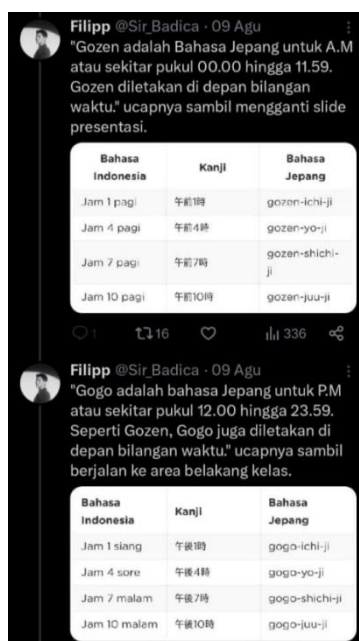 Filipp @Sir_Badica · 09 Agu
"Gozen adalah Bahasa Jepang untuk A.M
atau sekitar pukul 00.00 hingga 11.59.
Gozen diletakan di depan bilangan
waktu." ucapnya sambil mengganti slide
presentasi.
Bahasa Indonesia Kanji Bahasa Jepang
Jam 1 pagi 午前1時 gozen-ichi-ji
Jam 4 pagi 午前4時 gozen-yo-ji
Jam 7 pagi 午前7時 gozen-shichi-ji
Jam 10 pagi 午前10時 gozen-juu-ji
1 16 336
Filipp @Sir_Badica · 09 Agu
"Gogo adalah bahasa Jepang untuk P.M
atau sekitar pukul 12.00 hingga 23.59.
Seperti Gozen, Gogo juga diletakan di
depan bilangan waktu." ucapnya sambil
berjalan ke area belakang kelas.
Bahasa Indonesia Kanji Bahasa Jepang
Jam 1 siang 午後1時 gogo-ichi-ji
Jam 4 sore 午後4時 gogo-yo-ji
Jam 7 malam 午後7時 gogo-shichi-ji
Jam 10 malam 午後10時 gogo-juu-ji